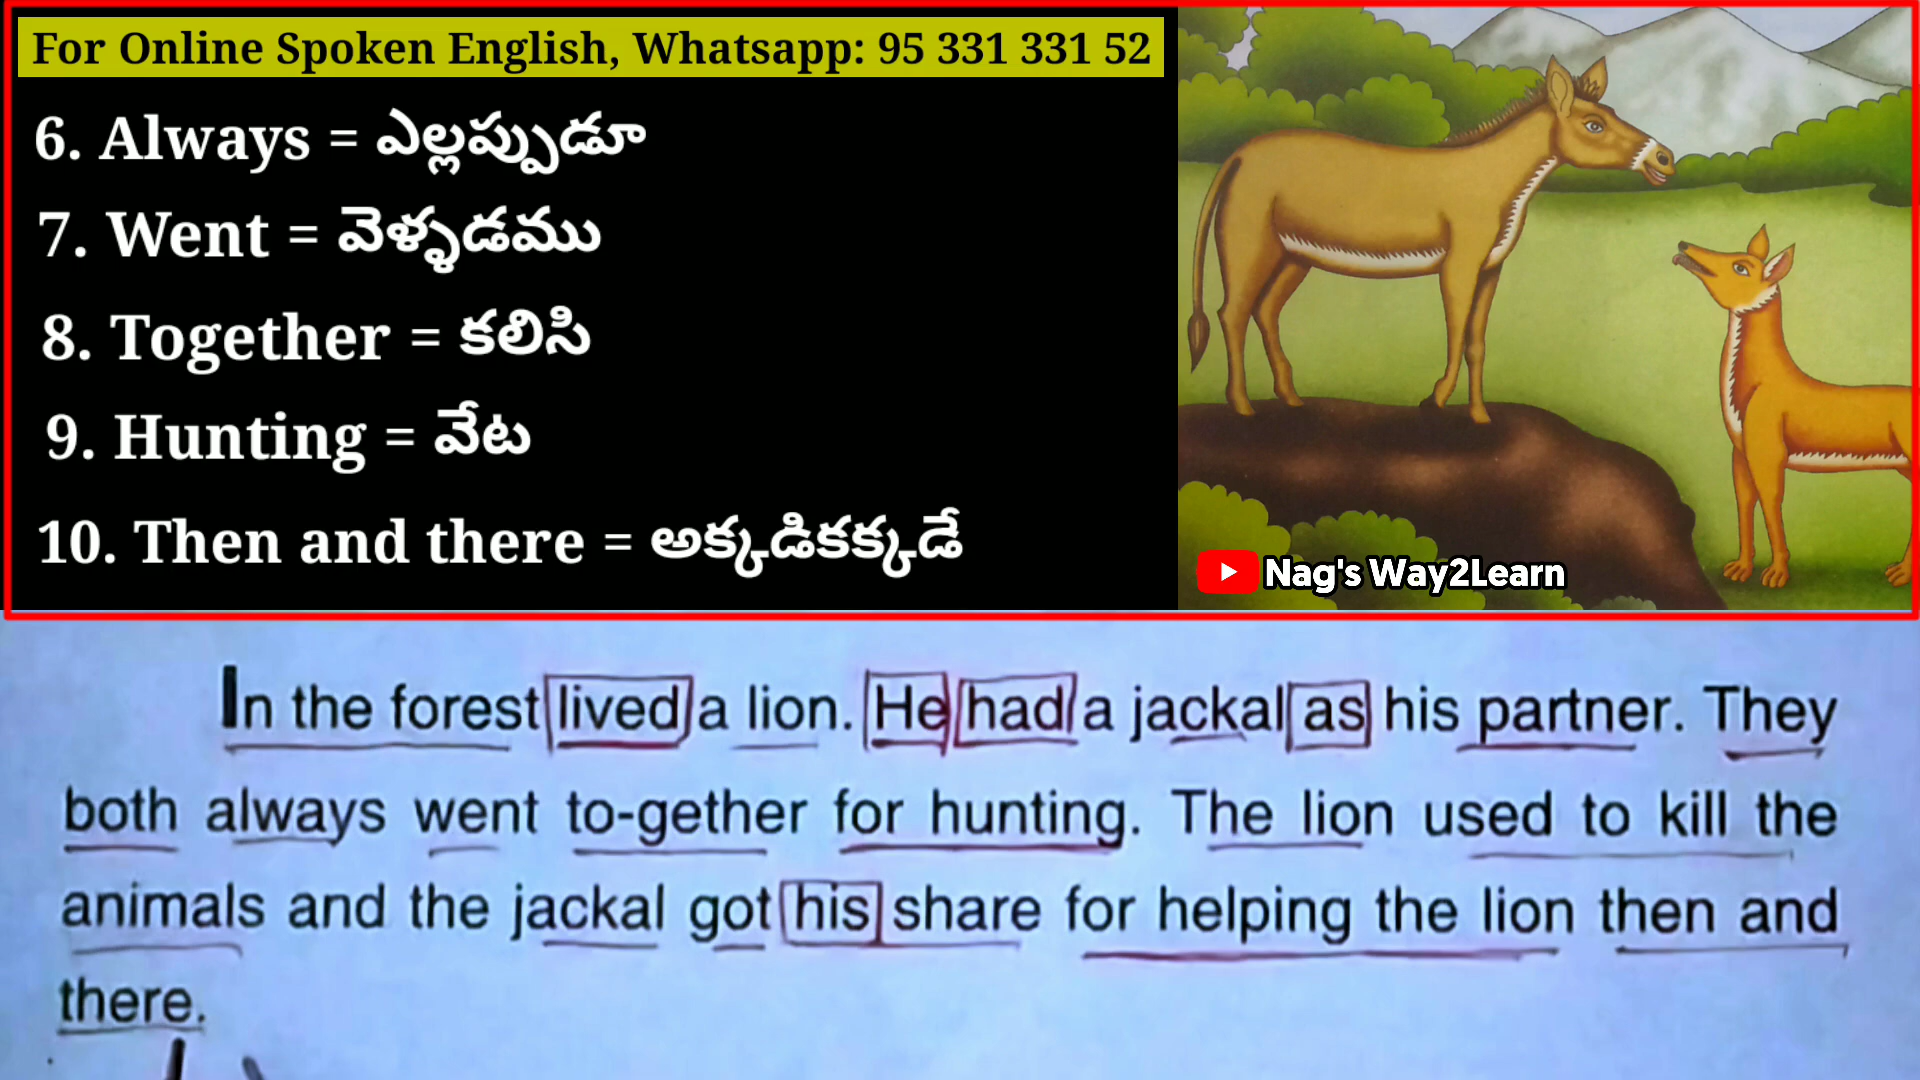 For Online Spoken English, Whatsapp: 95 331 331 52
6. Always = ఎల్లప్పుడూ
7. Went = వెళ్ళడము
8. Together = కలిసి
9. Hunting = వేట
10. Then and there = అక్కడికక్కడే
Nag's Way2Learn
In the forest lived a lion. He had a jackal as his partner. They
both always went to-gether for hunting. The lion used to kill the
animals and the jackal got his share for helping the lion then and
there.